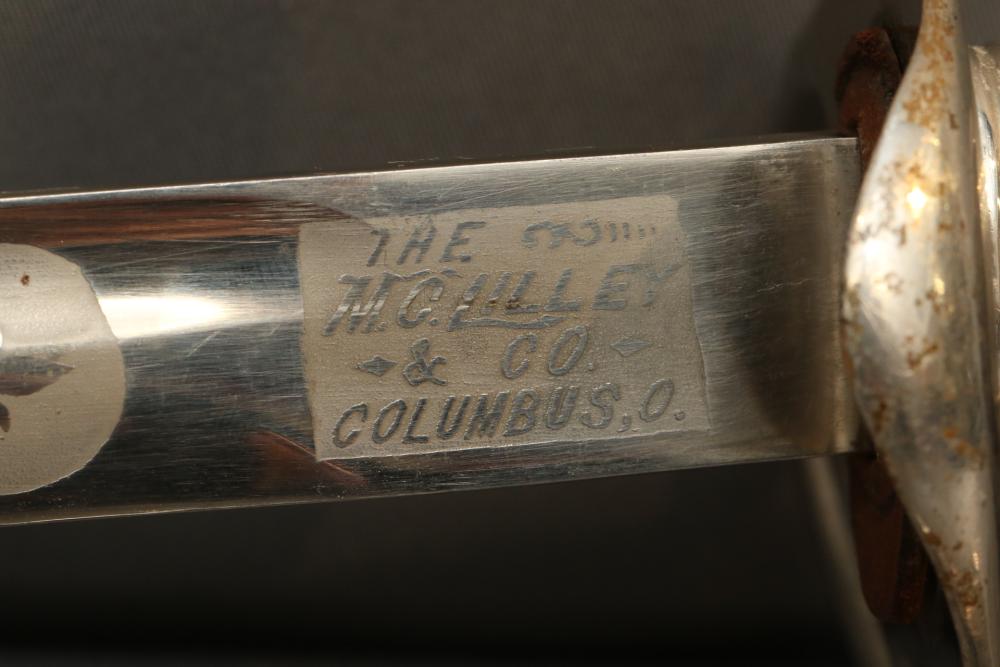 THE
M.C. LILLEY
& CO.
COLUMBUS, O.